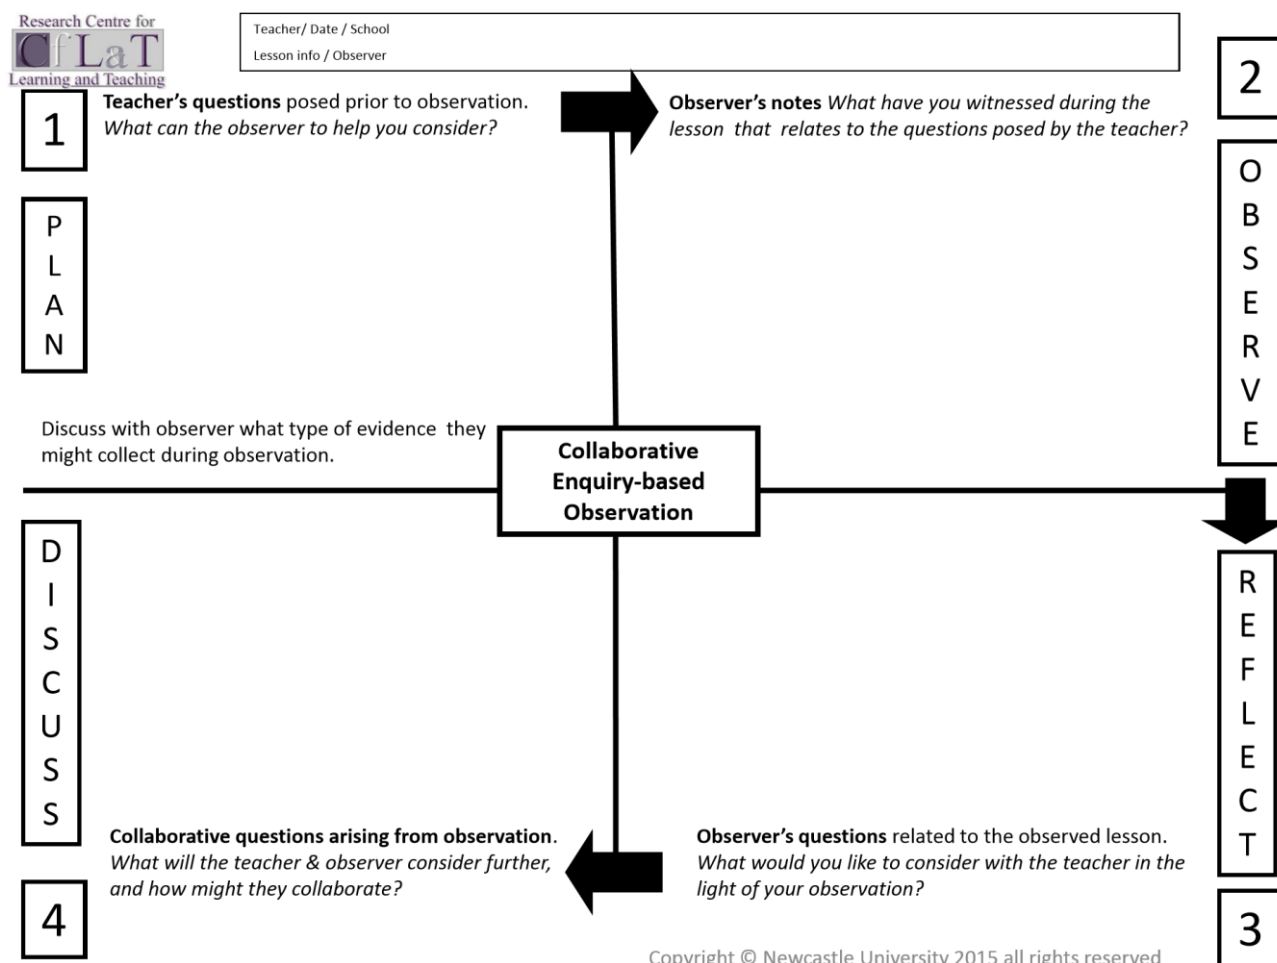 Research Centre for
CfLaT
Learning and Teaching
Teacher/ Date / School
Lesson info / Observer
1
Teacher's questions posed prior to observation.
What can the observer to help you consider?
Observer's notes What have you witnessed during the
lesson that relates to the questions posed by the teacher?
2
P
L
A
N
O
B
S
E
R
V
E
Discuss with observer what type of evidence they
might collect during observation.
Collaborative
Enquiry-based
Observation
R
E
F
L
E
C
T
Observer's questions related to the observed lesson.
What would you like to consider with the teacher in the
light of your observation?
3
D
I
S
C
U
S
S
Collaborative questions arising from observation.
What will the teacher & observer consider further,
and how might they collaborate?
4
Copyright © Newcastle University 2015 all rights reserved